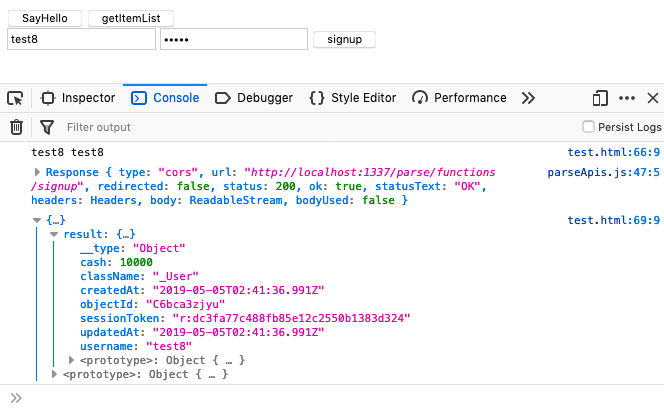 SayHello getItemList
test8 ••••• signup
Inspector Console Debugger {} Style Editor Performance >> ••• ×
Filter output Persist Logs
test8 test8 test.html:66:9
▶ Response { type: "cors", url: "http://localhost:1337/parse/functions parseApis.js:47:5
/signup", redirected: false, status: 200, ok: true, statusText: "OK",
headers: Headers, body: ReadableStream, bodyUsed: false }
▼ {…} test.html:69:9
▼ result: {…}
__type: "Object"
cash: 10000
className: "_User"
createdAt: "2019-05-05T02:41:36.991Z"
objectId: "C6bca3zjyu"
sessionToken: "r:dc3fa77c488fb85e12c2550b1383d324"
updatedAt: "2019-05-05T02:41:36.991Z"
username: "test8"
▶ <prototype>: Object { … }
▶ <prototype>: Object { … }
>>